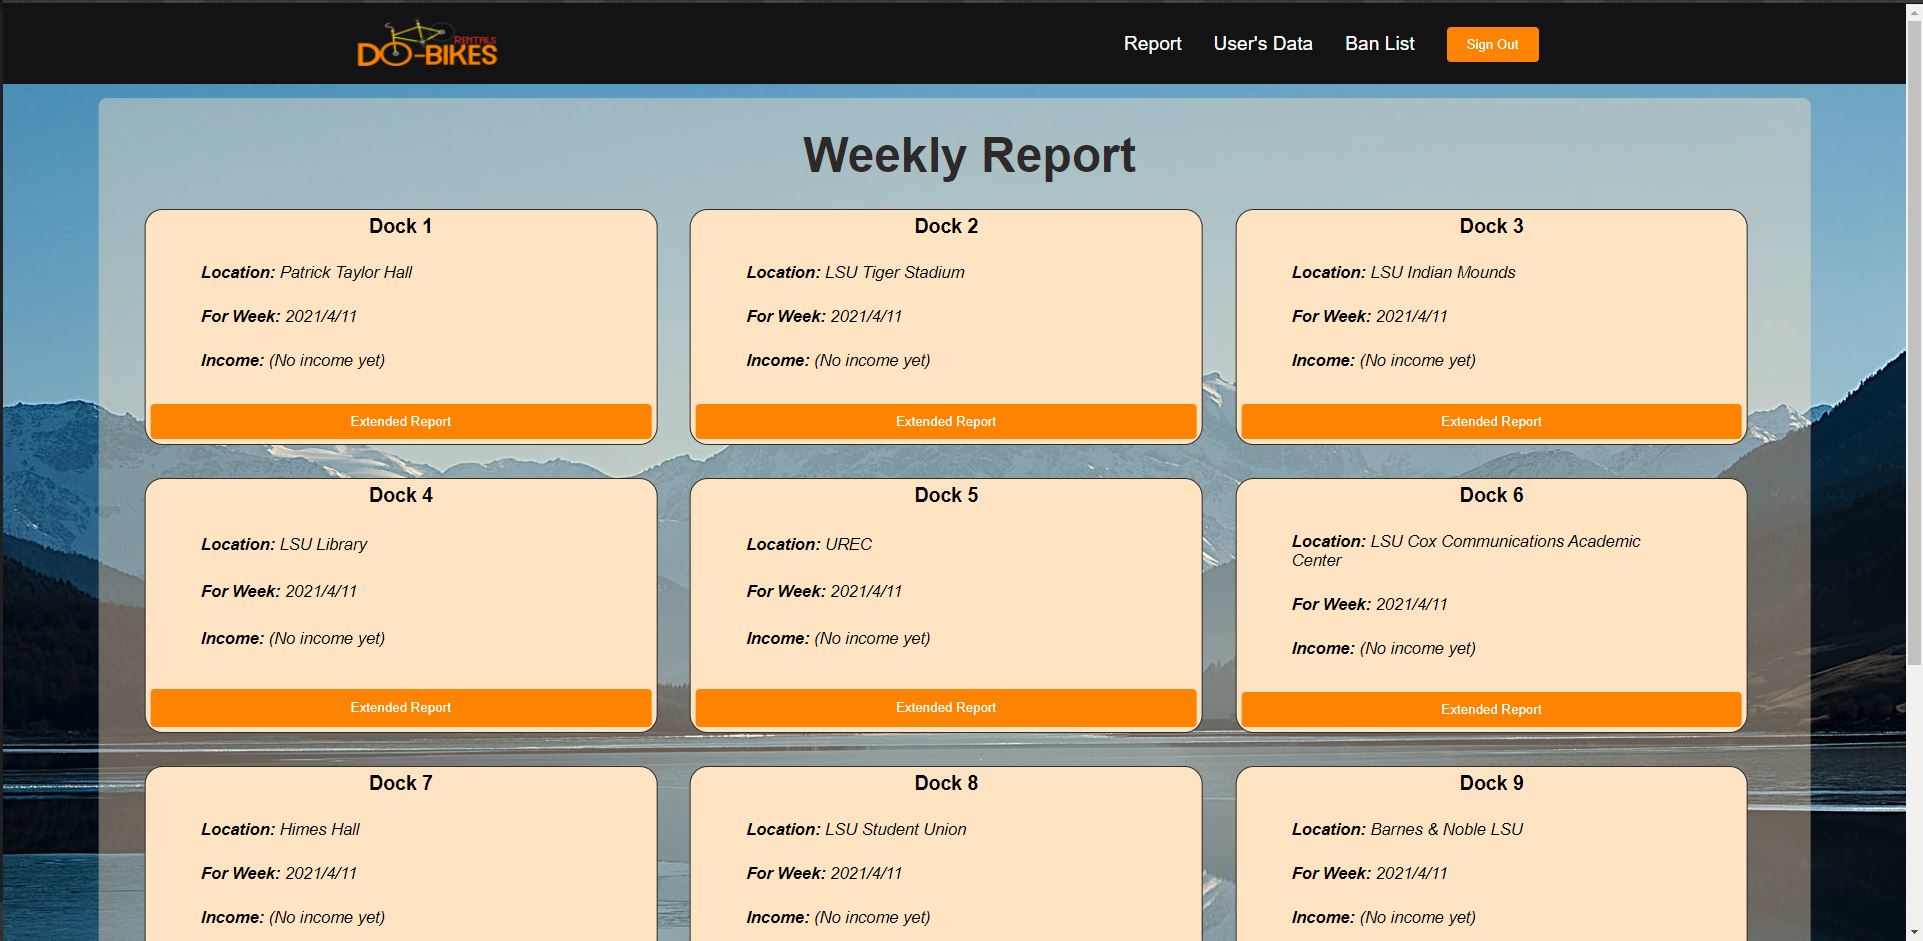 RENTALS
DO-BIKES
Report User's Data Ban List Sign Out
Weekly Report
Dock 1
Location: Patrick Taylor Hall
For Week: 2021/4/11
Income: (No income yet)
Extended Report
Dock 2
Location: LSU Tiger Stadium
For Week: 2021/4/11
Income: (No income yet)
Extended Report
Dock 3
Location: LSU Indian Mounds
For Week: 2021/4/11
Income: (No income yet)
Extended Report
Dock 4
Location: LSU Library
For Week: 2021/4/11
Income: (No income yet)
Extended Report
Dock 5
Location: UREC
For Week: 2021/4/11
Income: (No income yet)
Extended Report
Dock 6
Location: LSU Cox Communications Academic
Center
For Week: 2021/4/11
Income: (No income yet)
Extended Report
Dock 7
Location: Himes Hall
For Week: 2021/4/11
Income: (No income yet)
Dock 8
Location: LSU Student Union
For Week: 2021/4/11
Income: (No income yet)
Dock 9
Location: Barnes & Noble LSU
For Week: 2021/4/11
Income: (No income yet)